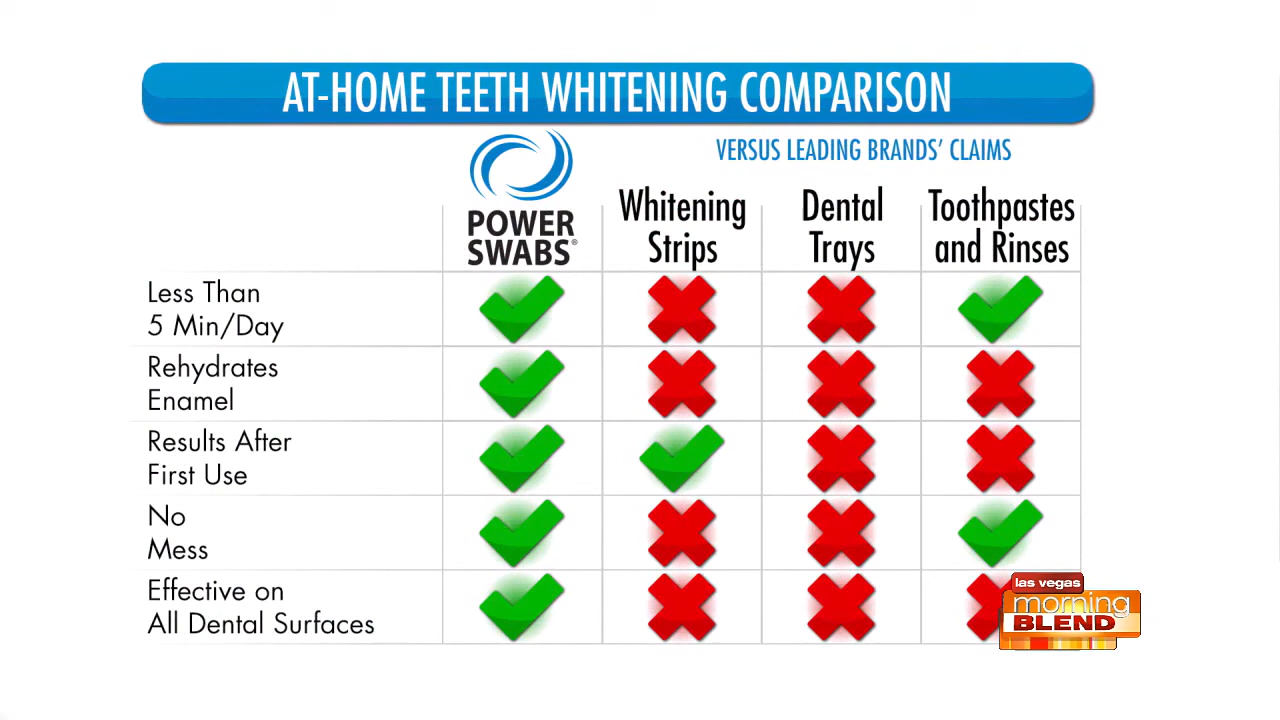 AT-HOME TEETH WHITENING COMPARISON
VERSUS LEADING BRANDS' CLAIMS
POWER
SWABS®
Whitening
Strips
Dental
Trays
Toothpastes
and Rinses
Less Than
5 Min/Day
Rehydrates
Enamel
Results After
First Use
No
Mess
Effective on
All Dental Surfaces
las vegas
morning
BLEND